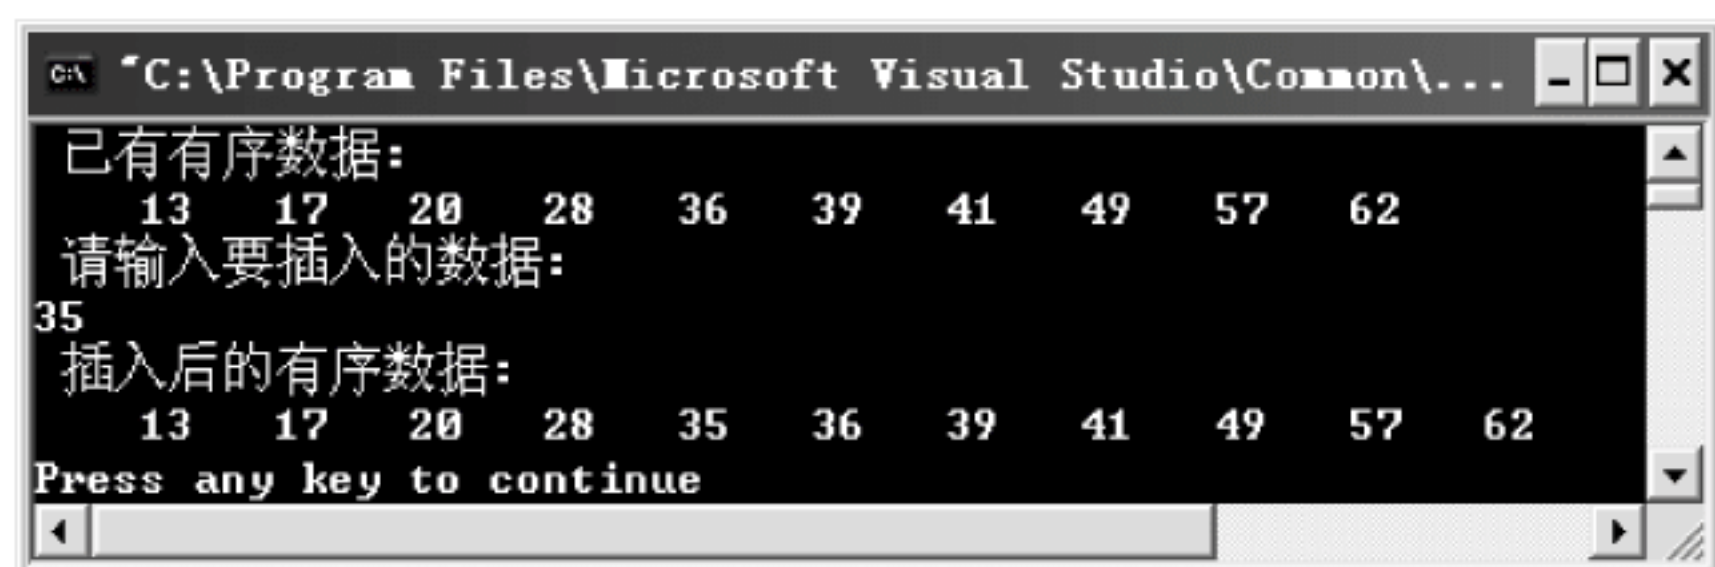 "C:\Program Files\Microsoft Visual Studio\Common\...
已有有序数据:
13 17 20 28 36 39 41 49 57 62
请输入要插入的数据:
35
插入后的有序数据:
13 17 20 28 35 36 39 41 49 57 62
Press any key to continue